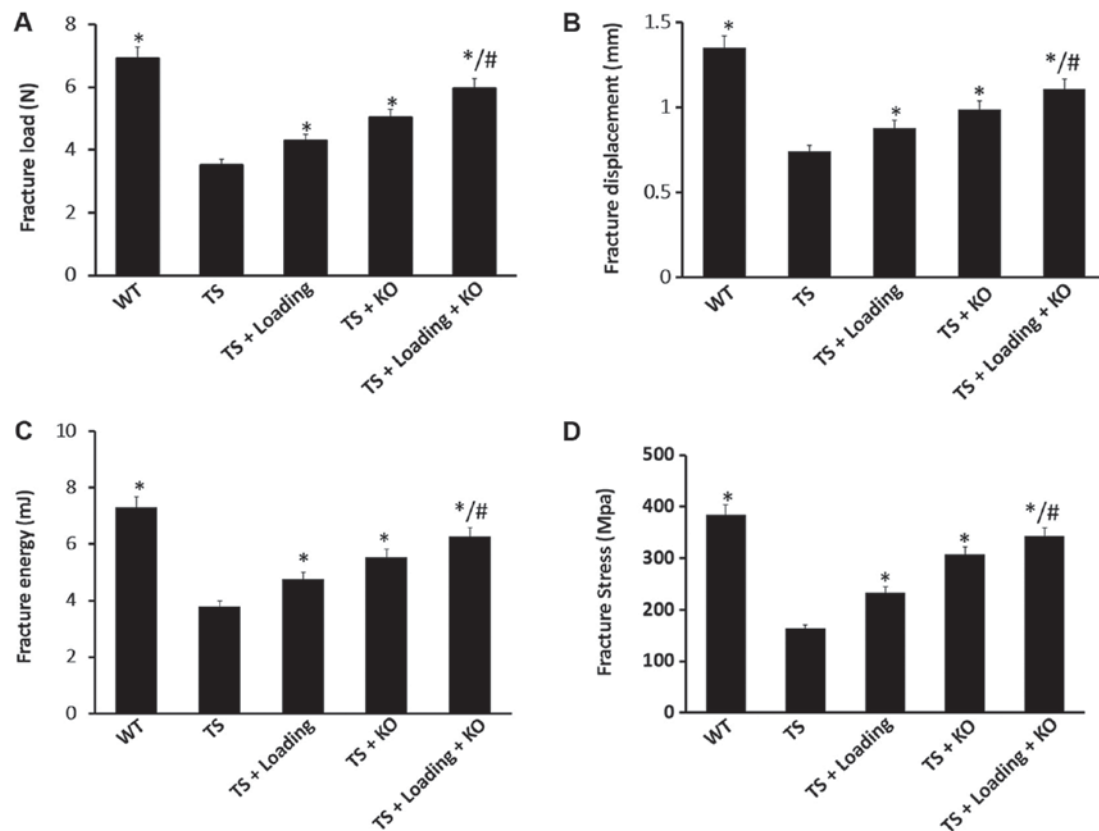 A
Fracture load (N)
8
6
4
2
0
*
*
*
*/#
WT
TS
TS + Loading
TS + KO
TS + Loading + KO
B
Fracture displacement (mm)
1.5
1
0.5
0
*
*
*
*/#
WT
TS
TS + Loading
TS + KO
TS + Loading + KO
C
Fracture energy (mJ)
10
8
6
4
2
0
*
*
*
*/#
WT
TS
TS + Loading
TS + KO
TS + Loading + KO
D
Fracture Stress (Mpa)
500
400
300
200
100
0
*
*
*
*/#
WT
TS
TS + Loading
TS + KO
TS + Loading + KO